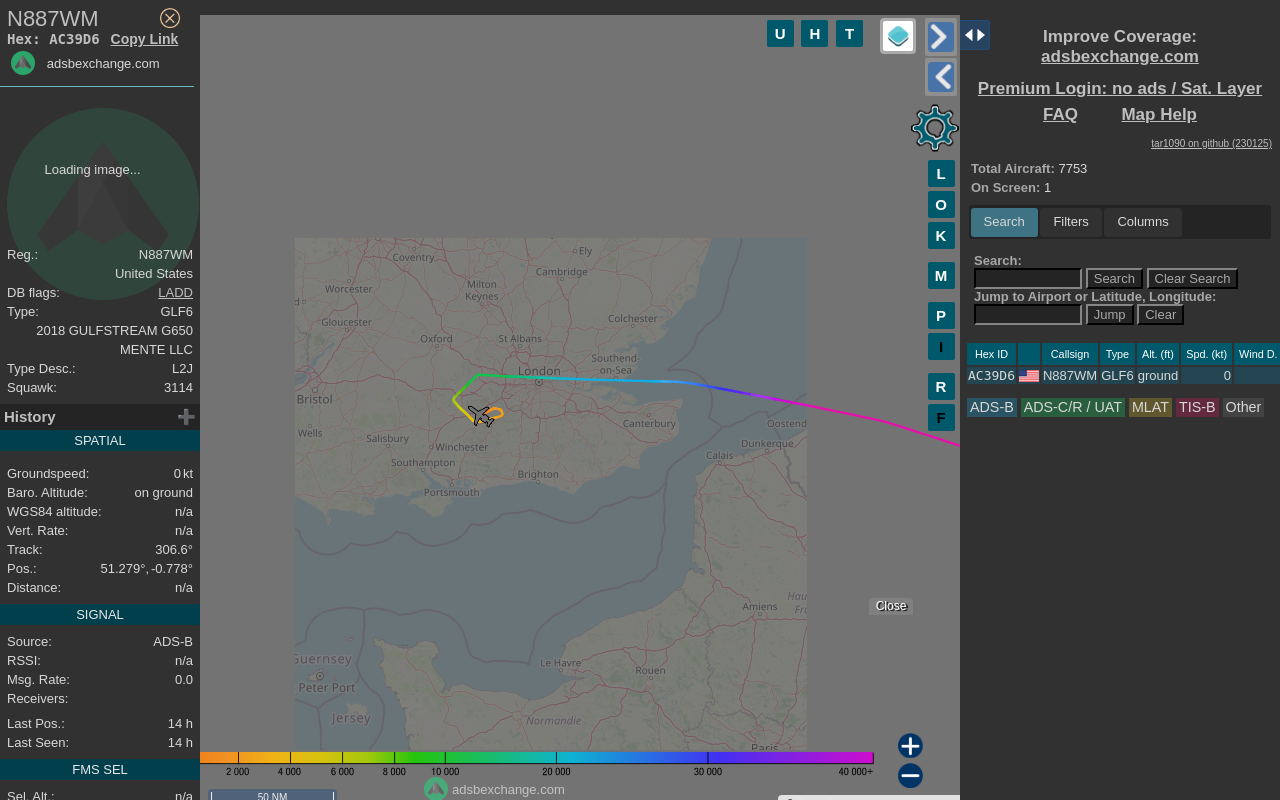 N887WM
Hex: AC39D6 Copy Link
adsbexchange.com
Loading image...
Reg.: N887WM
United States
DB flags: LADD
Type: GLF6
2018 GULFSTREAM G650
MENTE LLC
Type Desc.: L2J
Squawk: 3114
History
SPATIAL
Groundspeed: 0 kt
Baro. Altitude: on ground
WGS84 altitude: n/a
Vert. Rate: n/a
Track: 306.6°
Pos.: 51.279°, -0.778°
Distance: n/a
SIGNAL
Source: ADS-B
RSSI: n/a
Msg. Rate: 0.0
Receivers:
Last Pos.: 14 h
Last Seen: 14 h
FMS SEL
Sel. Alt.: n/a
U H T
L
O
K
M
P
I
R
F
Coventry
Ely
Cambridge
Worcester
Milton
Keynes
Gloucester
Colchester
Oxford
St Albans
Southend-
on-Sea
London
Bristol
Wells
Salisbury
Winchester
Canterbury
Oostend
Dunkerque
Calais
Southampton
Brighton
Portsmouth
Amiens
Hau
Fr
Guernsey
Peter Port
Jersey
Le Havre
Rouen
Normandie
Paris
Close
2 000 4 000 6 000 8 000 10 000 20 000 30 000 40 000+
adsbexchange.com
50 NM
Improve Coverage:
adsbexchange.com
Premium Login: no ads / Sat. Layer
FAQ Map Help
tar1090 on github (230125)
Total Aircraft: 7753
On Screen: 1
Search Filters Columns
Search:
Search Clear Search
Jump to Airport or Latitude, Longitude:
Jump Clear
Hex ID Callsign Type Alt. (ft) Spd. (kt) Wind D.
AC39D6 N887WM GLF6 ground 0
ADS-B ADS-C/R / UAT MLAT TIS-B Other